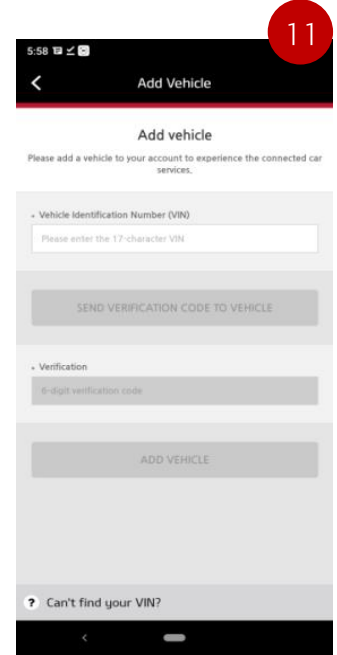 11
5:58
Add Vehicle
Add vehicle
Please add a vehicle to your account to experience the connected car
services.
Vehicle Identification Number (VIN)
Please enter the 17-character VIN
SEND VERIFICATION CODE TO VEHICLE
Verification
6-digit verification code
ADD VEHICLE
? Can't find your VIN?